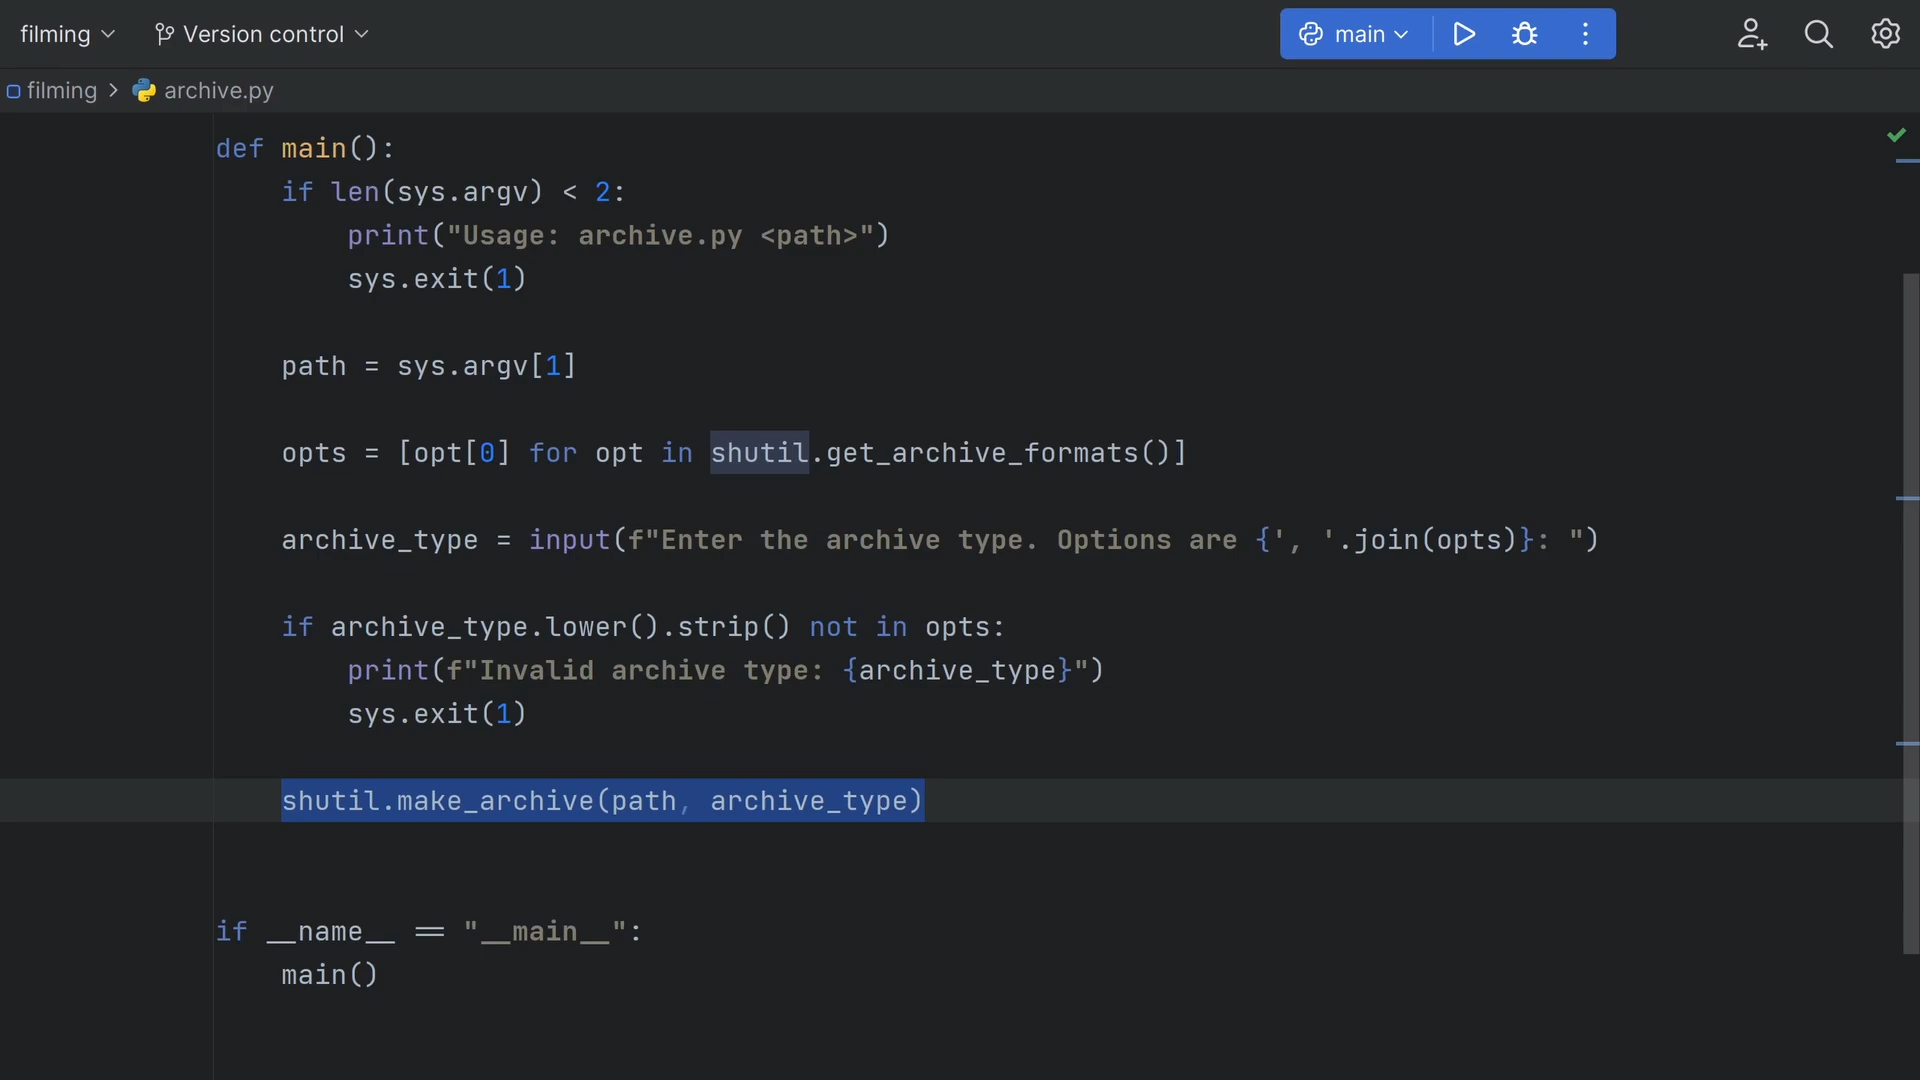 filming Version control main
filming archive.py
def main():
if len(sys.argv) < 2:
print("Usage: archive.py <path>")
sys.exit(1)
path = sys.argv[1]
opts = [opt[0] for opt in shutil.get_archive_formats()]
archive_type = input(f"Enter the archive type. Options are {', '.join(opts)}: ")
if archive_type.lower().strip() not in opts:
print(f"Invalid archive type: {archive_type}")
sys.exit(1)
shutil.make_archive(path, archive_type)
if __name__ == "__main__":
main()